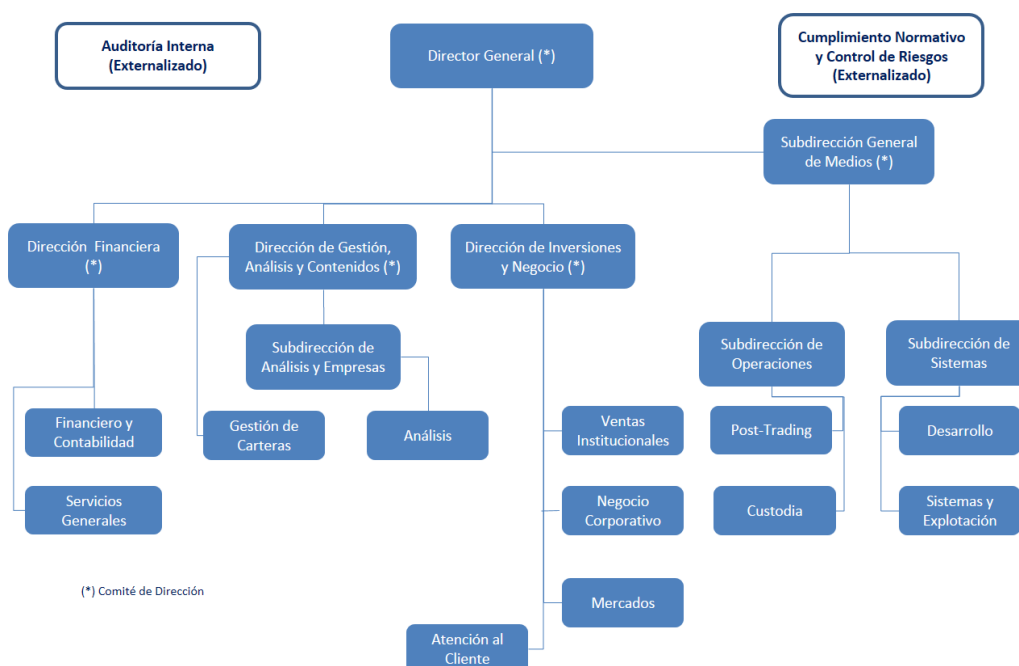 Auditoría Interna
(Externalizado)
Director General (*)
Cumplimiento Normativo
y Control de Riesgos
(Externalizado)
Subdirección General
de Medios (*)
Dirección Financiera
(*)
Dirección de Gestión,
Análisis y Contenidos (*)
Dirección de Inversiones
y Negocio (*)
Subdirección de
Análisis y Empresas
Subdirección de
Operaciones
Subdirección de
Sistemas
Financiero y
Contabilidad
Gestión de
Carteras
Análisis
Ventas
Institucionales
Post-Trading
Desarrollo
Servicios
Generales
Negocio
Corporativo
Custodia
Sistemas y
Explotación
(*) Comité de Dirección
Mercados
Atención al
Cliente